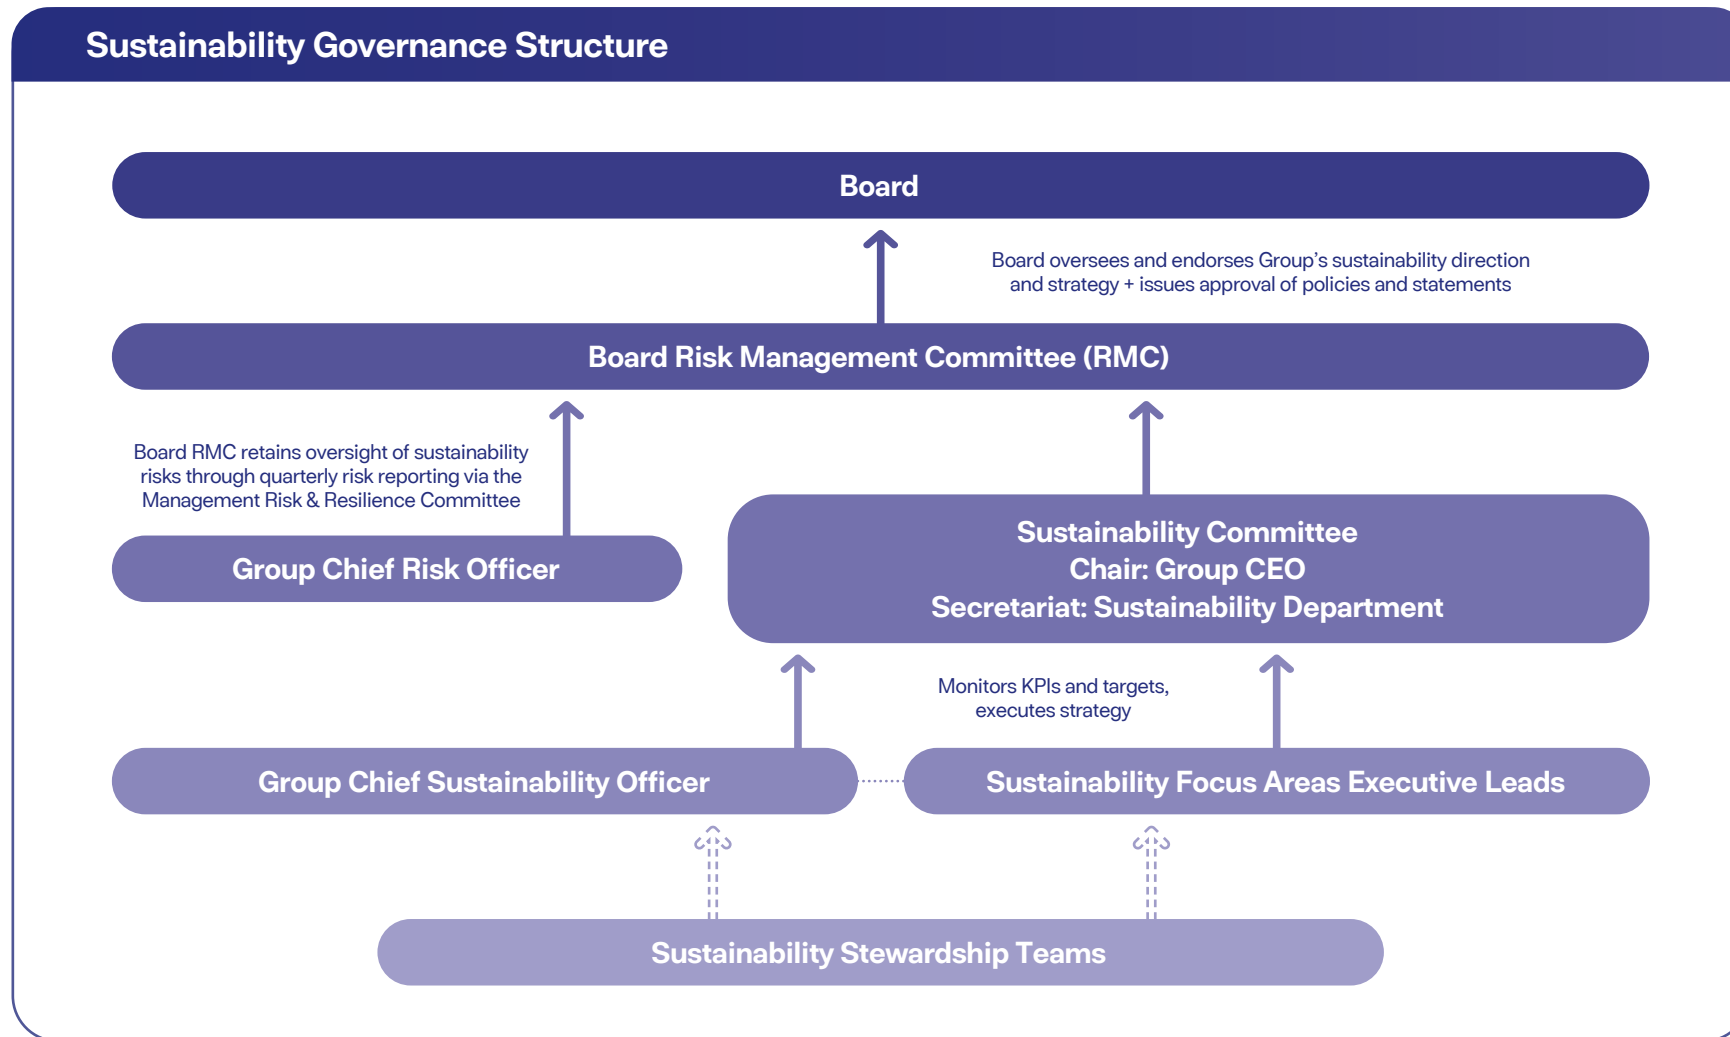 Sustainability Governance Structure
Board
Board oversees and endorses Group's sustainability direction
and strategy + issues approval of policies and statements
Board Risk Management Committee (RMC)
Board RMC retains oversight of sustainability
risks through quarterly risk reporting via the
Management Risk & Resilience Committee
Group Chief Risk Officer
Sustainability Committee
Chair: Group CEO
Secretariat: Sustainability Department
Monitors KPIs and targets,
executes strategy
Group Chief Sustainability Officer
Sustainability Focus Areas Executive Leads
Sustainability Stewardship Teams